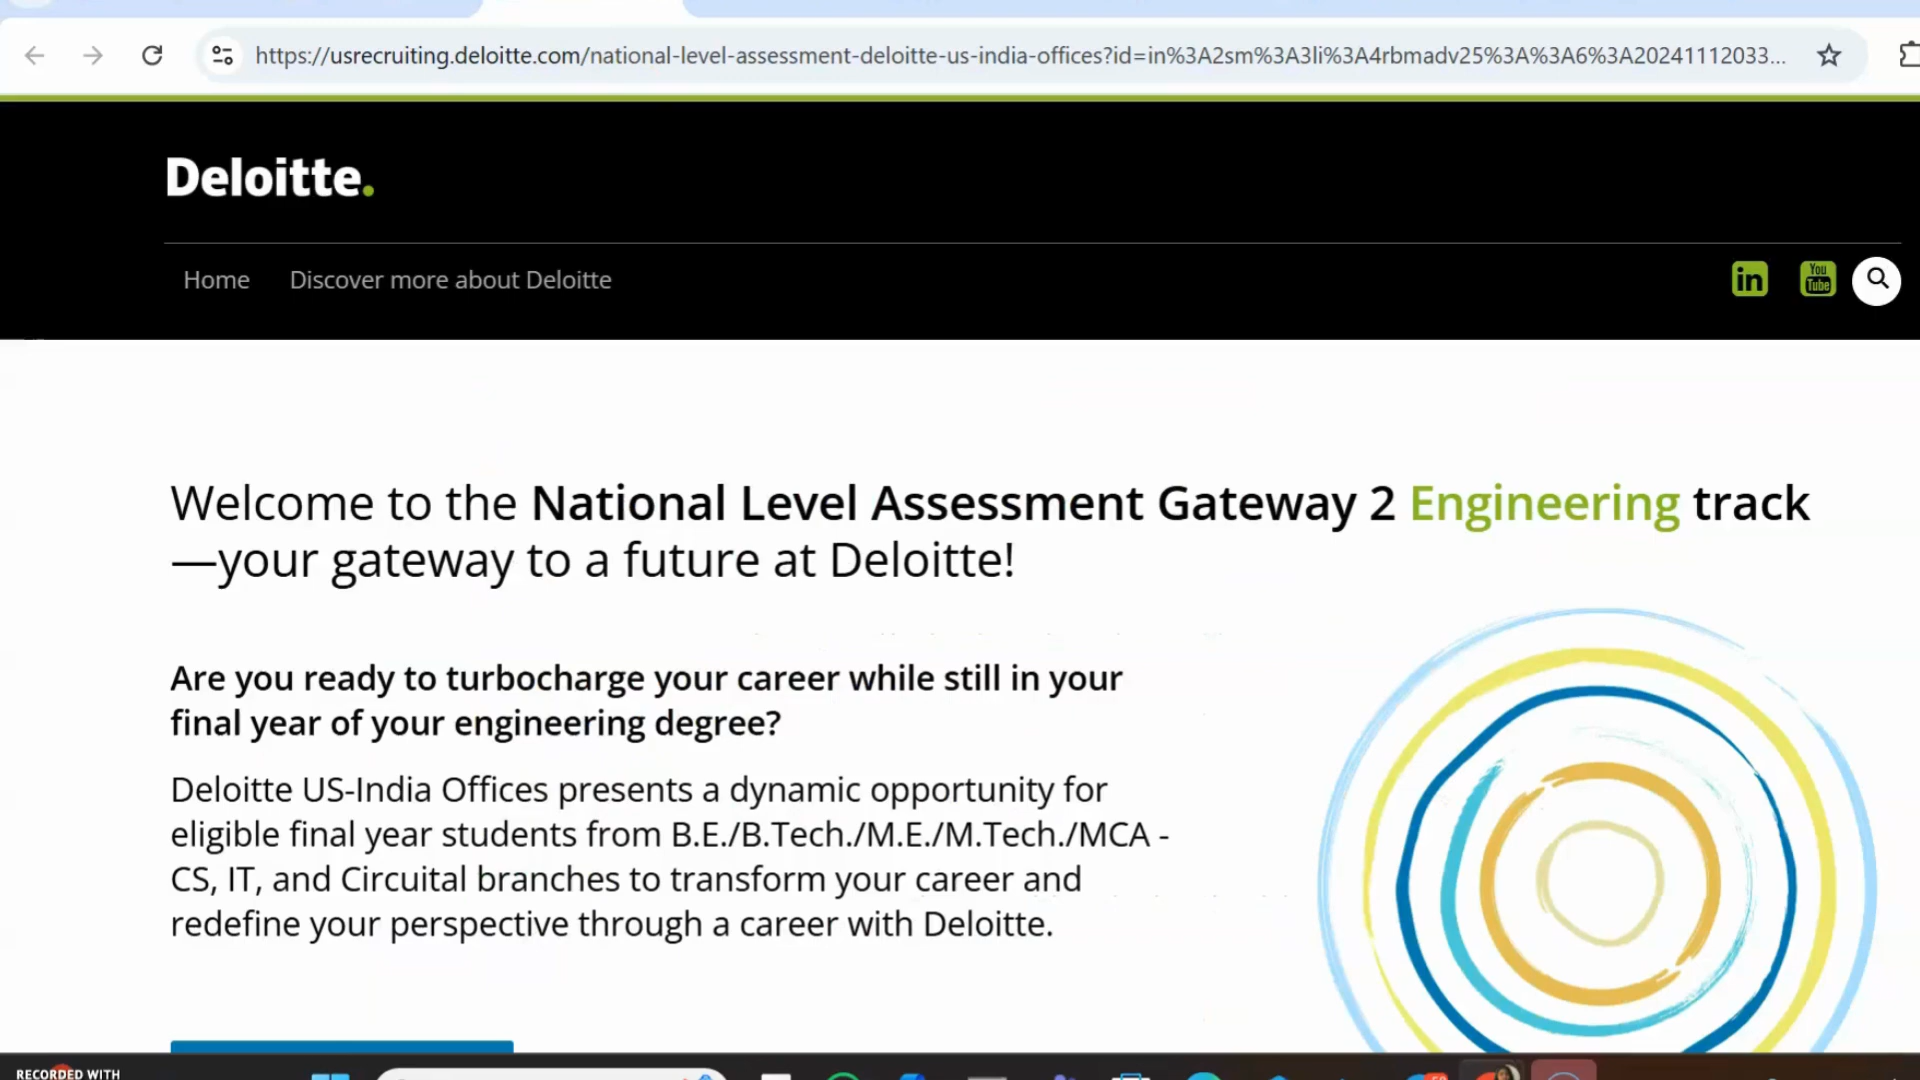 https://usrecruiting.deloitte.com/national-level-assessment-deloitte-us-india-offices?id=in%3A2sm%3A3li%3A4rbmadv25%3A%3A6%3A20241112033...
Deloitte.
Home Discover more about Deloitte
in You Tube
Welcome to the National Level Assessment Gateway 2 Engineering track
—your gateway to a future at Deloitte!
Are you ready to turbocharge your career while still in your
final year of your engineering degree?
Deloitte US-India Offices presents a dynamic opportunity for
eligible final year students from B.E./B.Tech./M.E./M.Tech./MCA -
CS, IT, and Circuital branches to transform your career and
redefine your perspective through a career with Deloitte.
RECORDED WITH